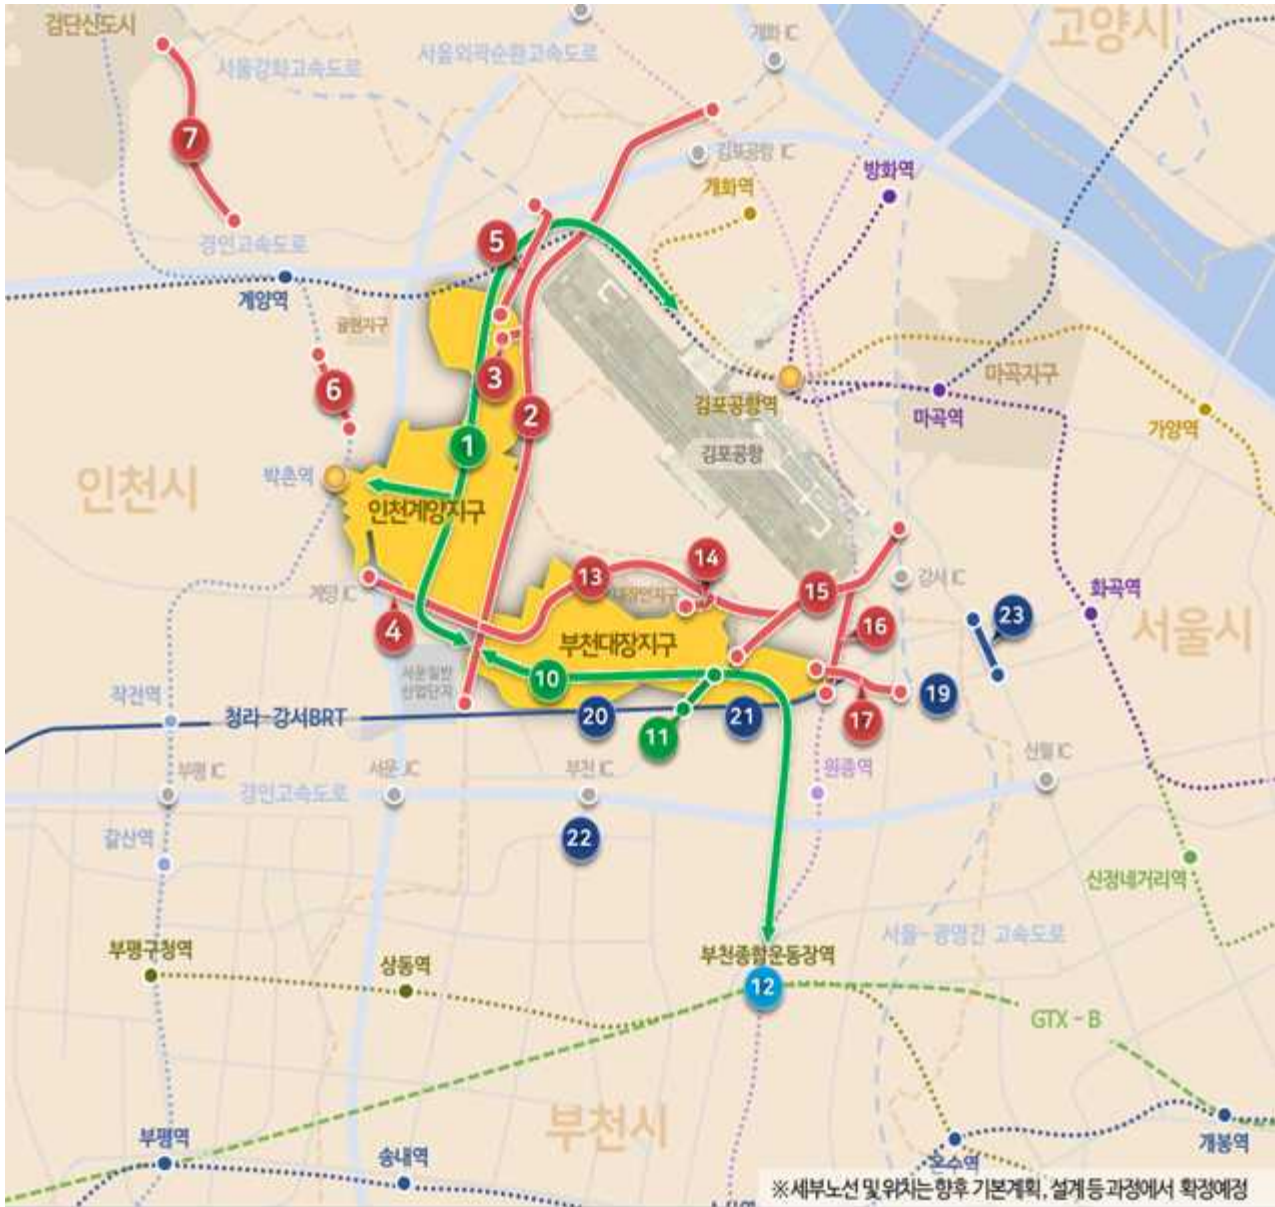 검단신도시
고양시
개화 IC
서울강화고속도로
서울외곽순환고속도로
7
김포공항 IC
방화역
개화역
경인고속도로
5
계양역
귤현지구
3
마곡지구
김포공항역
마곡역
6
2
가양역
1
김포공항
박촌역
인천시
인천계양지구
14
13
15
강서 IC
계양 IC
화곡역
4
16
23
서울시
부천대장지구
서운일반
산업단지
10
19
작전역
청라-강서BRT
20
21
17
11
산월 IC
부평 IC
서운 JC
부천 IC
원종역
경인고속도로
22
갈산역
신정네거리역
서울-광명간 고속도로
부평구청역
상동역
부천종합운동장역
12
GTX - B
부천시
부평역
송내역
온수역
개봉역
※ 세부노선 및 위치는 향후 기본계획, 설계 등 과정에서 확정예정